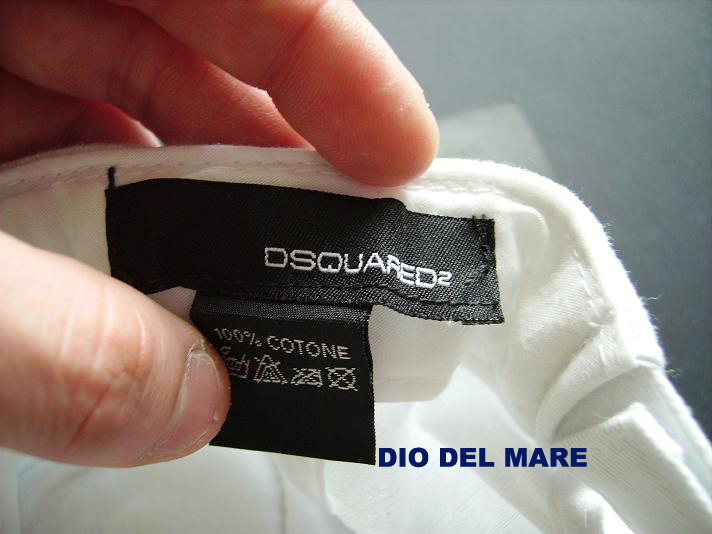 DSQUARED2
100% COTONE
DIO DEL MARE